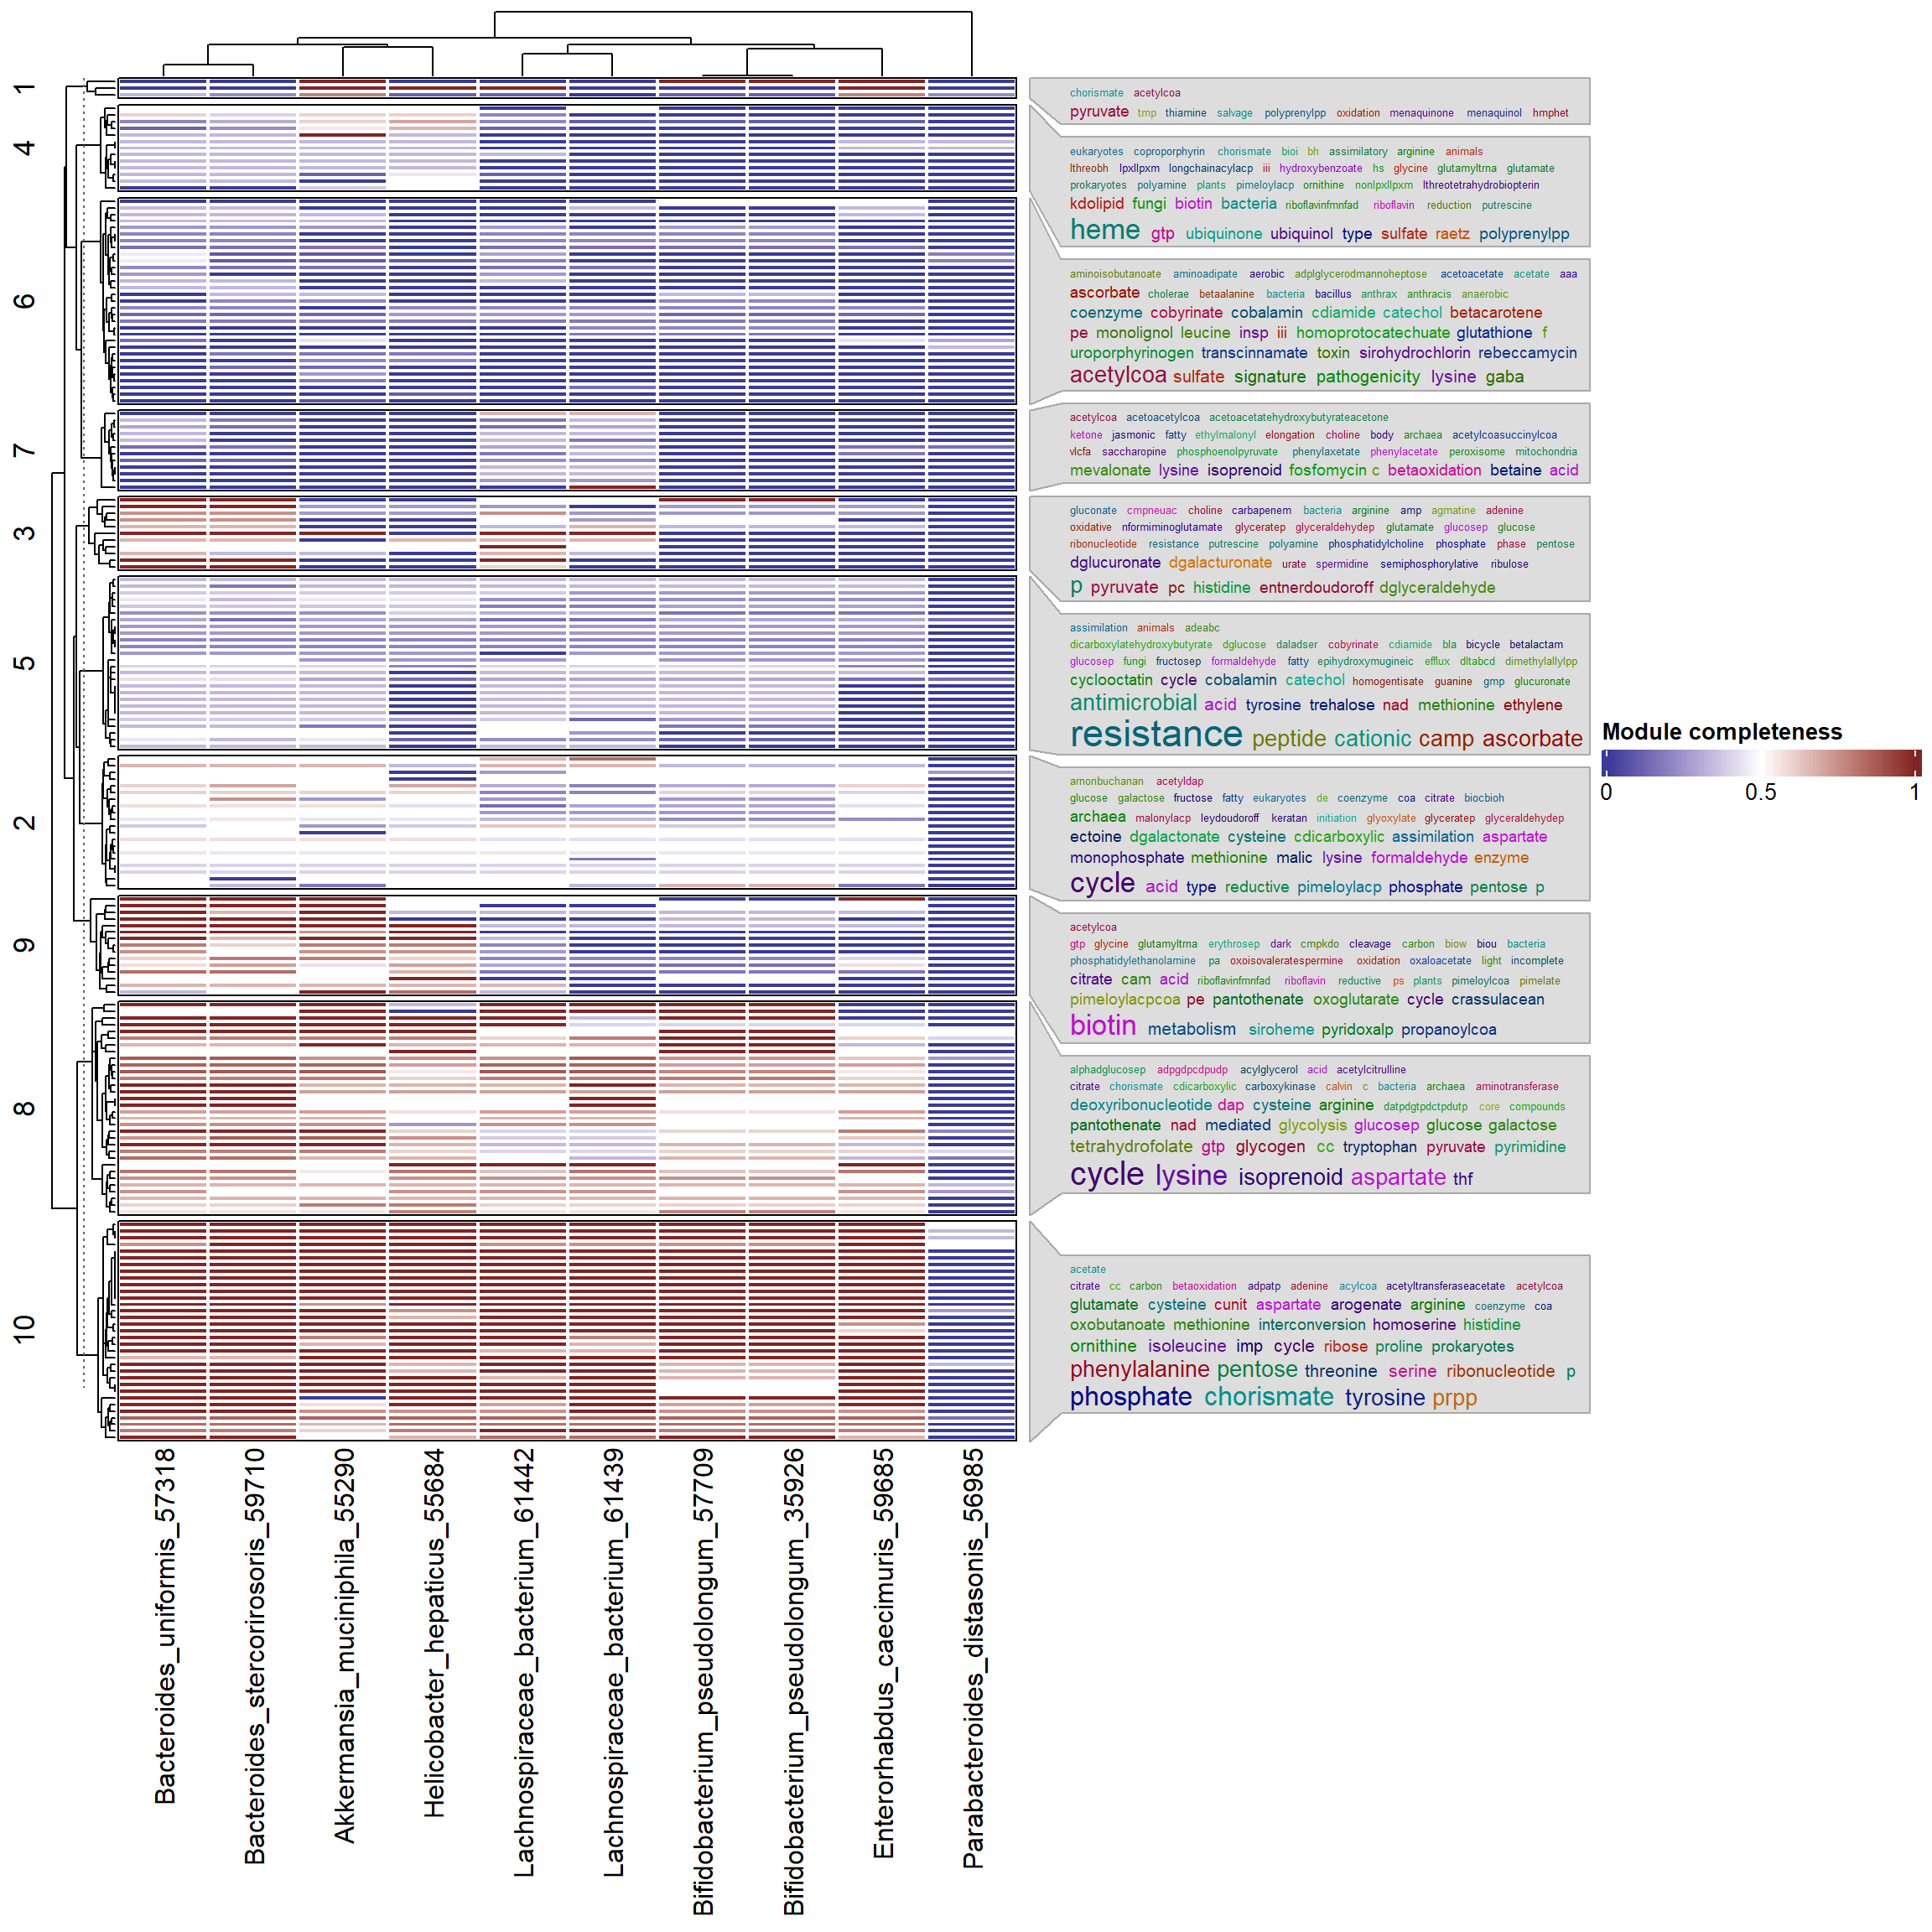 1
chorismate acetylcoa
pyruvate tmp thiamine salvage polyprenylpp oxidation menaquinone menaquinol hmphet
4
eukaryotes coproporphyrin chorismate bioi bh assimilatory arginine animals
lthreobh lpxllpxm longchainacylacp iii hydroxybenzoate hs glycine glutamyltrna glutamate
prokaryotes polyamine plants pimeloylacp ornithine nonlpxllpxm lthreotetrahydrobiopterin
kdolipid fungi biotin bacteria riboflavinfmnfad riboflavin reduction putrescine
heme gtp ubiquinone ubiquinol type sulfate raetz polyprenylpp
6
aminoisobutanoate aminoadipate aerobic adplglycerodmannoheptose acetoacetate acetate aaa
ascorbate cholerae betaalanine bacteria bacillus anthrax anthracis anaerobic
coenzyme cobyrinate cobalamin cdiamide catechol betacarotene
pe monolignol leucine insp iii homoprotocatechuate glutathione f
uroporphyrinogen transcinnamate toxin sirohydrochlorin rebeccamycin
acetylcoa sulfate signature pathogenicity lysine gaba
7
acetylcoa acetoacetylcoa acetoacetatehydroxybutyrateacetone
ketone jasmonic fatty ethylmalonyl elongation choline body archaea acetylcoasuccinylcoa
vlcfa saccharopine phosphoenolpyruvate phenylaxetate phenylacetate peroxisome mitochondria
mevalonate lysine isoprenoid fosfomycin c betaoxidation betaine acid
3
gluconate cmpneuac choline carbapenem bacteria arginine amp agmatine adenine
oxidative nformiminoglutamate glyceratep glyceraldehydep glutamate glucosep glucose
ribonucleotide resistance putrescine polyamine phosphatidylcholine phosphate phase pentose
dglucuronate dgalacturonate urate spermidine semiphosphorylative ribulose
p pyruvate pc histidine entnerdoudoroff dglyceraldehyde
5
assimilation animals adeabc
dicarboxylatehydroxybutyrate dglucose daladser cobyrinate cdiamide bla bicycle betalactam
glucosep fungi fructosep formaldehyde fatty epihydroxymugineic efflux dltabcd dimethylallylpp
cyclooctatin cycle cobalamin catechol homogentisate guanine gmp glucuronate
antimicrobial acid tyrosine trehalose nad methionine ethylene
resistance peptide cationic camp ascorbate
Module completeness
0 0.5 1
2
arnonbuchanan acetyldap
glucose galactose fructose fatty eukaryotes de coenzyme coa citrate biocbioh
archaea malonylacp leydoudoroff keratan initiation glyoxylate glyceratep glyceraldehydep
ectoine dgalactonate cysteine cdicarboxylic assimilation aspartate
monophosphate methionine malic lysine formaldehyde enzyme
cycle acid type reductive pimeloylacp phosphate pentose p
9
acetylcoa
gtp glycine glutamyltrna erythrosep dark cmpkdo cleavage carbon biow biou bacteria
phosphatidylethanolamine pa oxoisovaleratespermine oxidation oxaloacetate light incomplete
citrate cam acid riboflavinfmnfad riboflavin reductive ps plants pimeloylcoa pimelate
pimeloylacpcoa pe pantothenate oxoglutarate cycle crassulacean
biotin metabolism siroheme pyridoxalp propanoylcoa
8
alphadglucosep adpgdpcdpudp acylglycerol acid acetylcitrulline
citrate chorismate cdicarboxylic carboxykinase calvin c bacteria archaea aminotransferase
deoxyribonucleotide dap cysteine arginine datpdgtpdctpdutp core compounds
pantothenate nad mediated glycolysis glucosep glucose galactose
tetrahydrofolate gtp glycogen cc tryptophan pyruvate pyrimidine
cycle lysine isoprenoid aspartate thf
10
acetate
citrate cc carbon betaoxidation adpatp adenine acylcoa acetyltransferaseacetate acetylcoa
glutamate cysteine cunit aspartate arogenate arginine coenzyme coa
oxobutanoate methionine interconversion homoserine histidine
ornithine isoleucine imp cycle ribose proline prokaryotes
phenylalanine pentose threonine serine ribonucleotide p
phosphate chorismate tyrosine prpp
Bacteroides_uniformis_57318
Bacteroides_stercorirosoris_59710
Akkermansia_muciniphila_55290
Helicobacter_hepaticus_55684
Lachnospiraceae_bacterium_61442
Lachnospiraceae_bacterium_61439
Bifidobacterium_pseudolongum_57709
Bifidobacterium_pseudolongum_35926
Enterorhabdus_caecimuris_59685
Parabacteroides_distasonis_56985